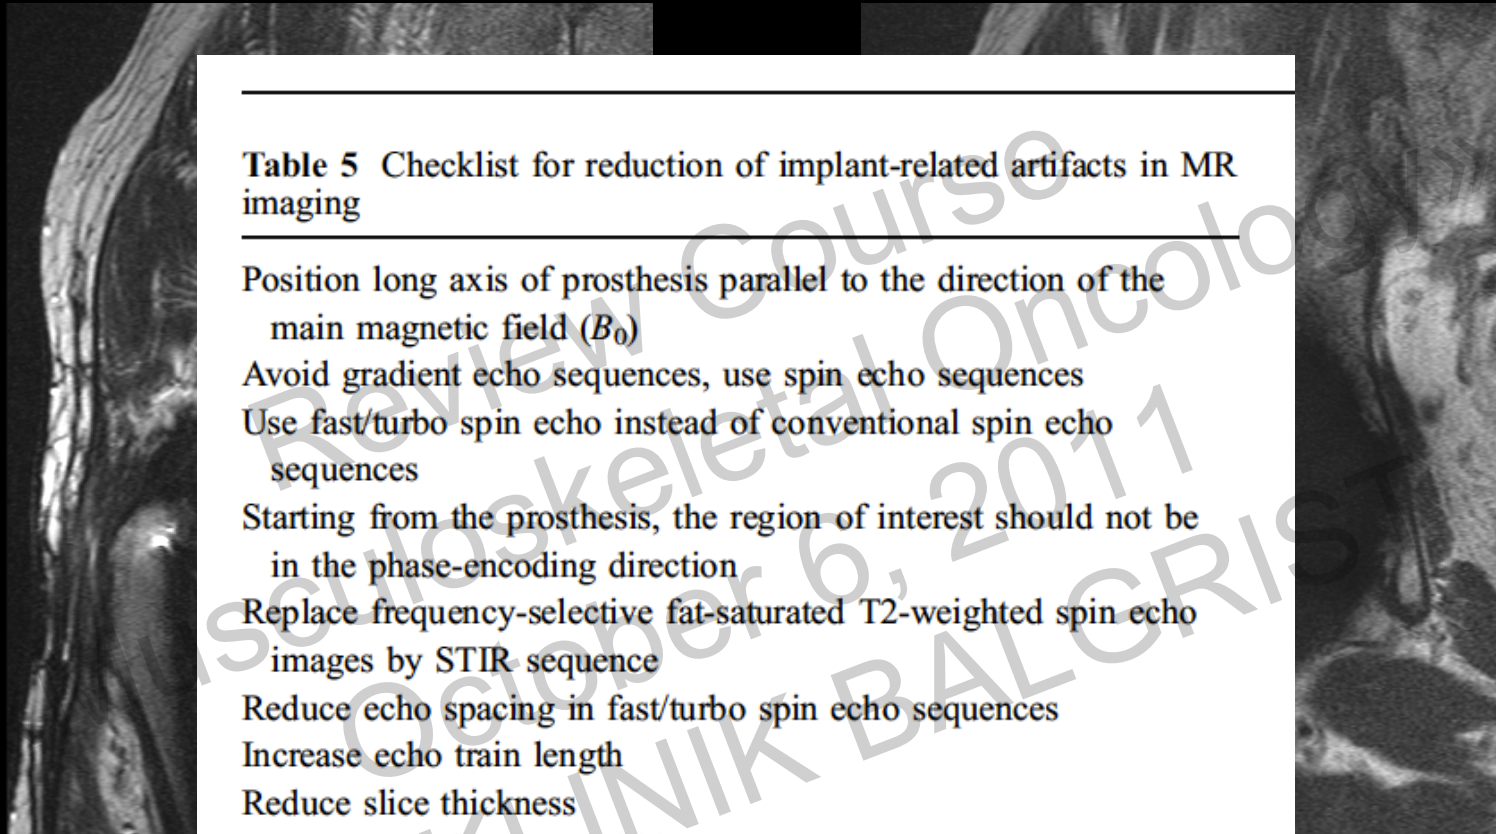 Table 5 Checklist for reduction of implant-related artifacts in MR
imaging
Position long axis of prosthesis parallel to the direction of the
main magnetic field (B0)
Avoid gradient echo sequences, use spin echo sequences
Use fast/turbo spin echo instead of conventional spin echo
sequences
Starting from the prosthesis, the region of interest should not be
in the phase-encoding direction
Replace frequency-selective fat-saturated T2-weighted spin echo
images by STIR sequence
Reduce echo spacing in fast/turbo spin echo sequences
Increase echo train length
Reduce slice thickness
Review Course
usculoskeletal Oncology
October 6, 2011
INIK BALGRIST